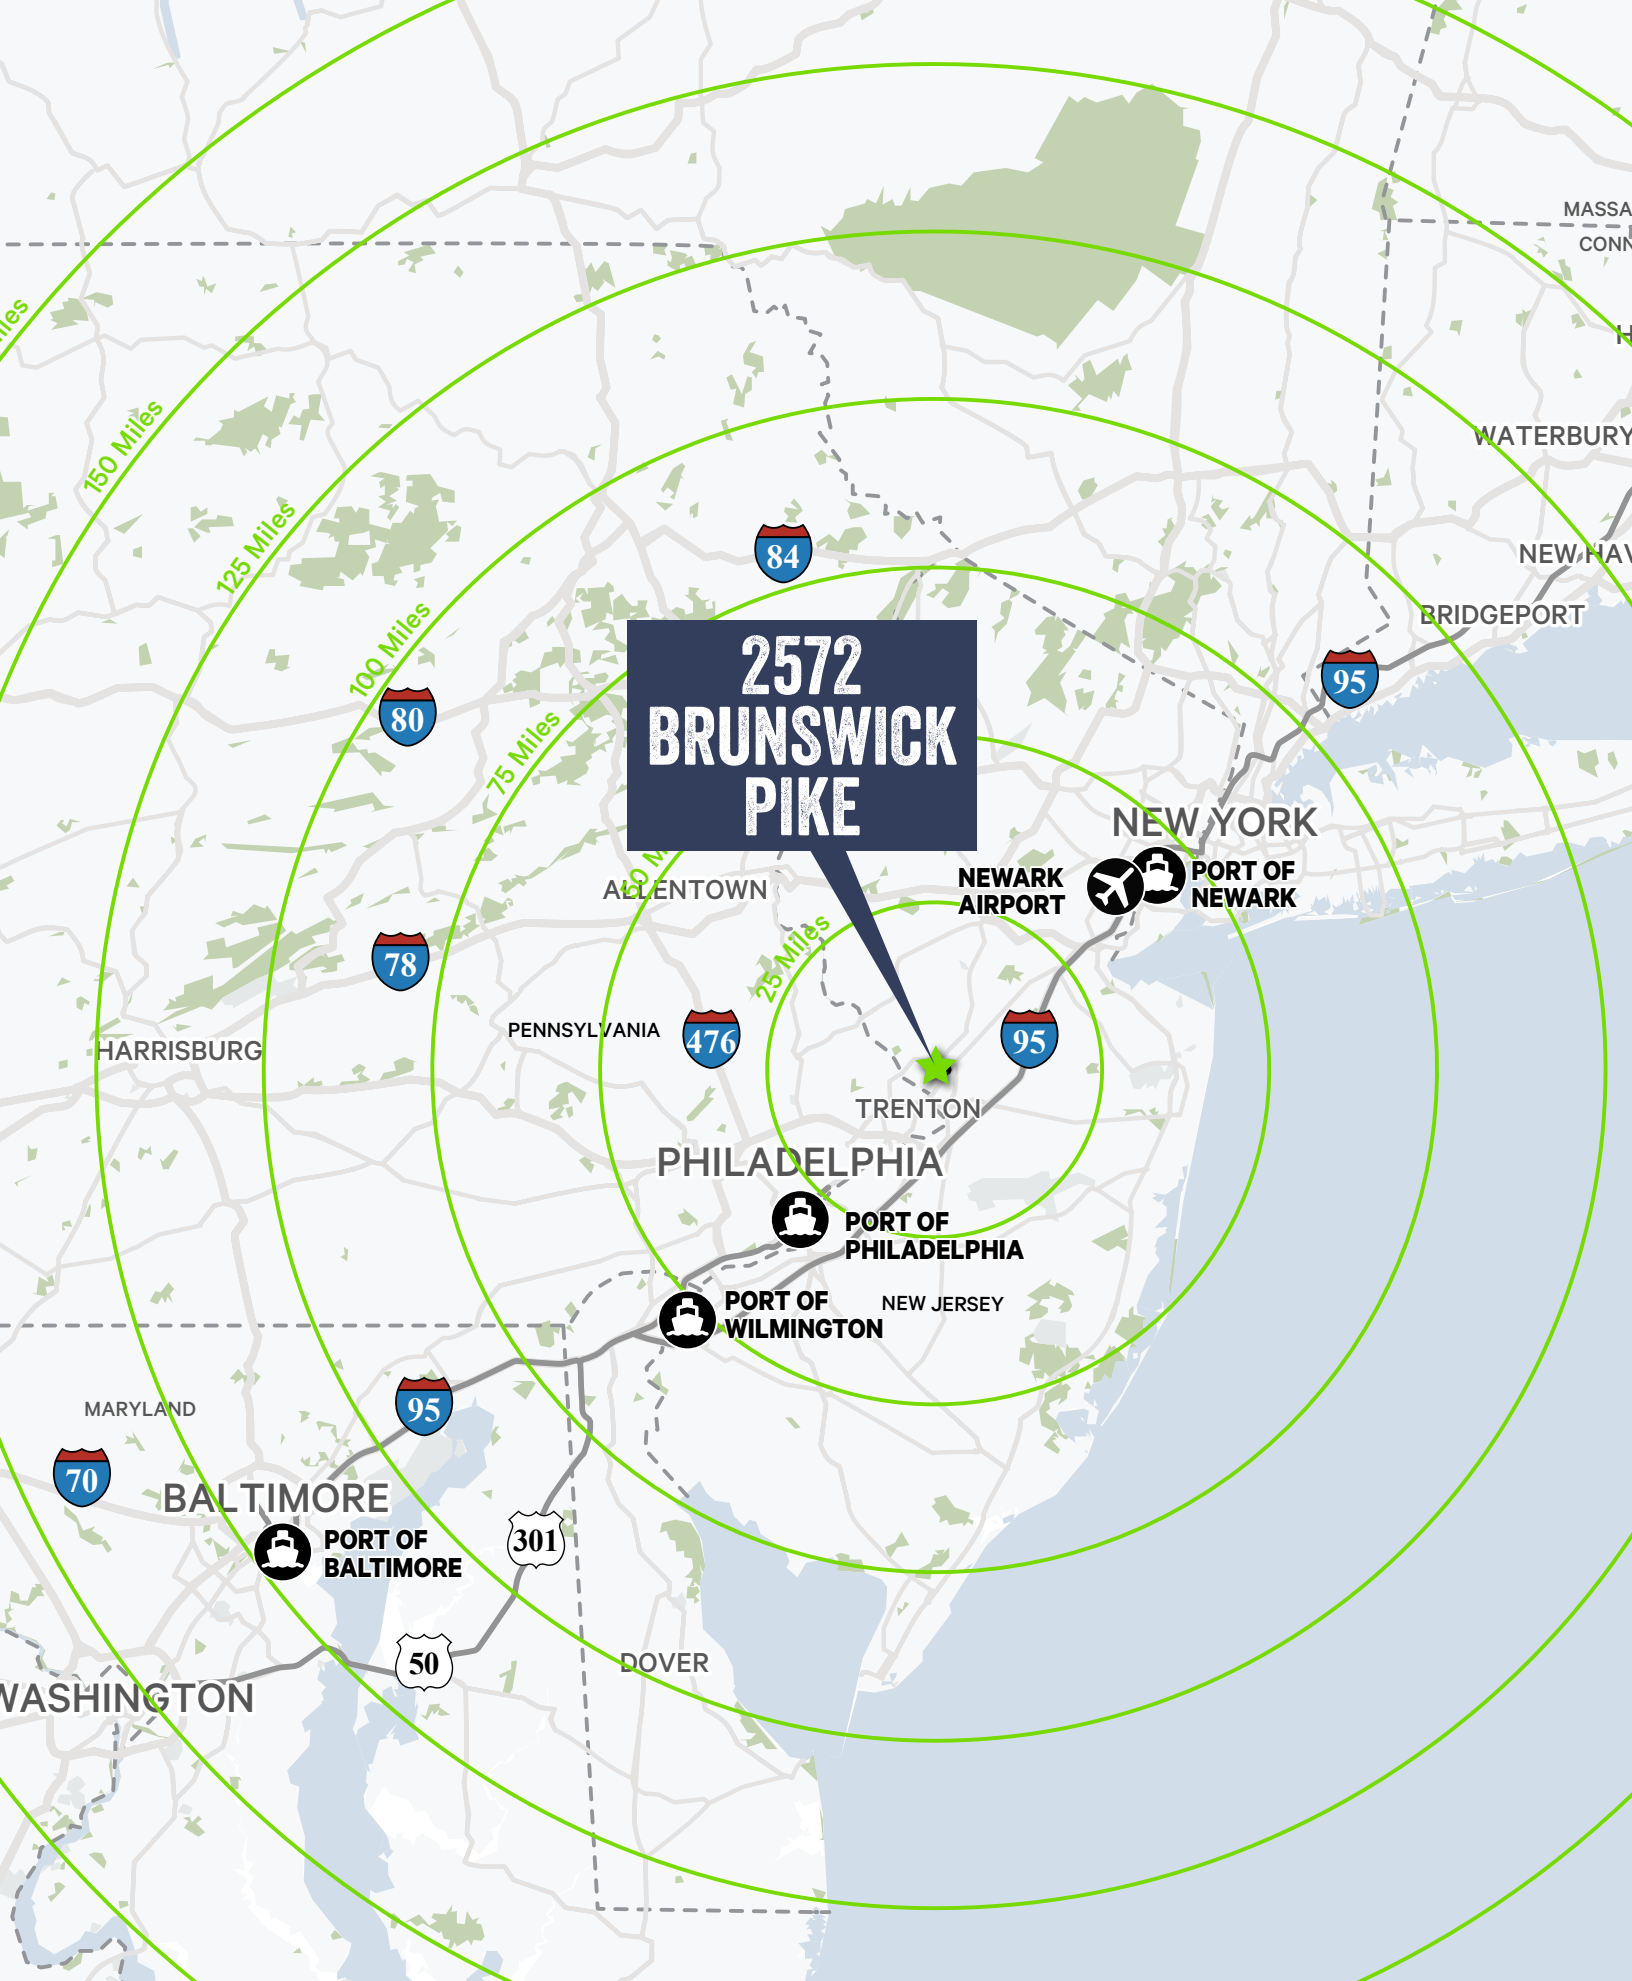 MASSA
CONN
iles
H
150 Miles
WATERBURY
125 Miles
84
NEW HAV
100 Miles
BRIDGEPORT
2572
BRUNSWICK
PIKE
95
80
75 Miles
NEW YORK
50 M
ALLENTOWN
NEWARK
AIRPORT
PORT OF
NEWARK
25 Miles
78
PENNSYLVANIA
476
95
HARRISBURG
TRENTON
PHILADELPHIA
PORT OF
PHILADELPHIA
NEW JERSEY
PORT OF
WILMINGTON
MARYLAND
95
70
BALTIMORE
PORT OF
BALTIMORE
301
50
DOVER
WASHINGTON